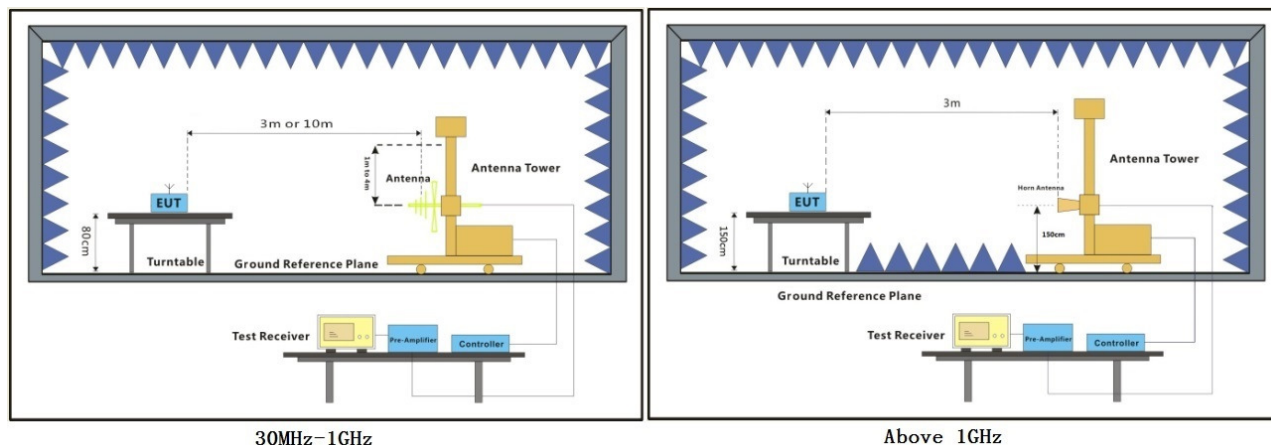 3m or 10m
1m to 4m
Antenna
Antenna Tower
EUT
80cm
Turntable
Ground Reference Plane
Test Receiver
Pre-Amplifier
Controller
30MHz-1GHz
3m
Antenna Tower
Horn Antenna
EUT
150cm
150cm
Turntable
Ground Reference Plane
Test Receiver
Pre-Amplifier
Controller
Above 1GHz